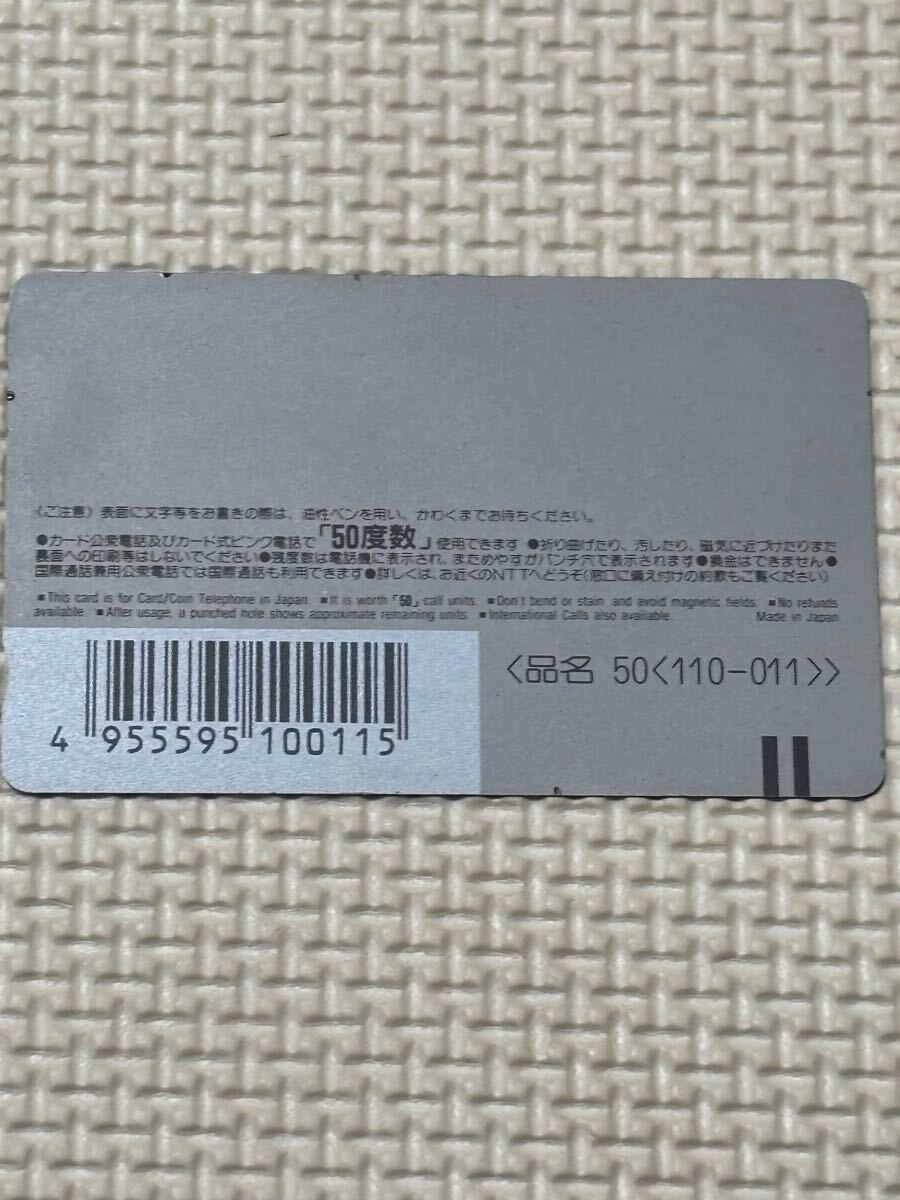 〈ご注意〉表面に文字等をお書きの際は、油性ペンを用い、かわくまでお待ちください。
●カード公衆電話及びカード式ピンク電話で「50度数」使用できます ●折り曲げたり、汚したり、磁気に近づけたりまた
裏面への印刷等はしないでください●残度数は電話機に表示され、まためやすがパンチ穴で表示されます●換金はできません●
国際通話兼用公衆電話では国際通話も利用できます●詳しくは、お近くのNTTへどうぞ(窓口に備え付けの約款もご覧ください)
■This card is for Card/Coin Telephone in Japan. ■It is worth「50」call units. ■Don't bend or stain and avoid magnetic fields. ■No refunds
available ■After usage, a punched hole shows approximate remaining units. ■International Calls also available Made in Japan
〈品名 50〈110-011〉〉
4 955595 100115